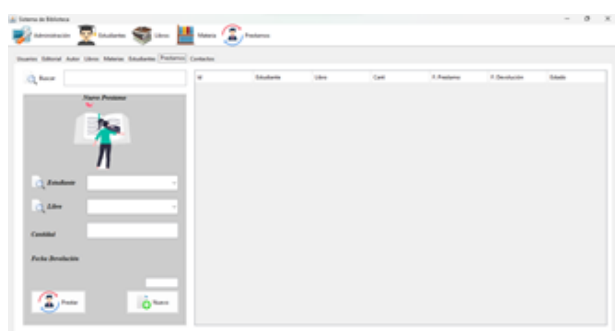 Sistema de Biblioteca
Administración Estudiantes Libros Materia Prestamos
Usuarios Editorial Autor Libros Materias Estudiantes Prestamos Contactos
Buscar
Id Estudiante Libro Cant F. Prestamo F. Devolución Estado
Nuevo Prestamo
Estudiante
Libro
Cantidad
Fecha Devolución
Prestar Nuevo